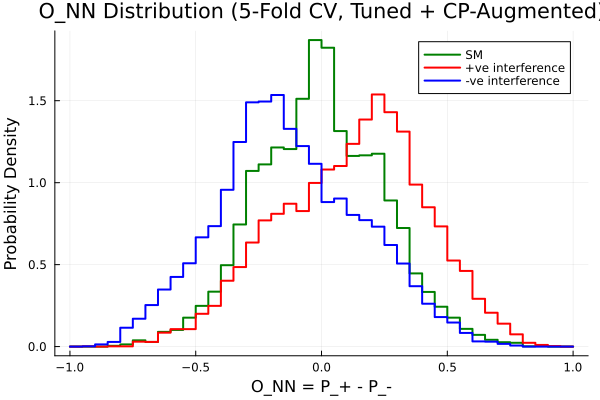 O_NN Distribution (5-Fold CV, Tuned + CP-Augmented)
SM
+ve interference
-ve interference
Probability Density
1.5
1.0
0.5
0.0
−1.0
−0.5
0.0
0.5
1.0
O_NN = P_+ - P_-